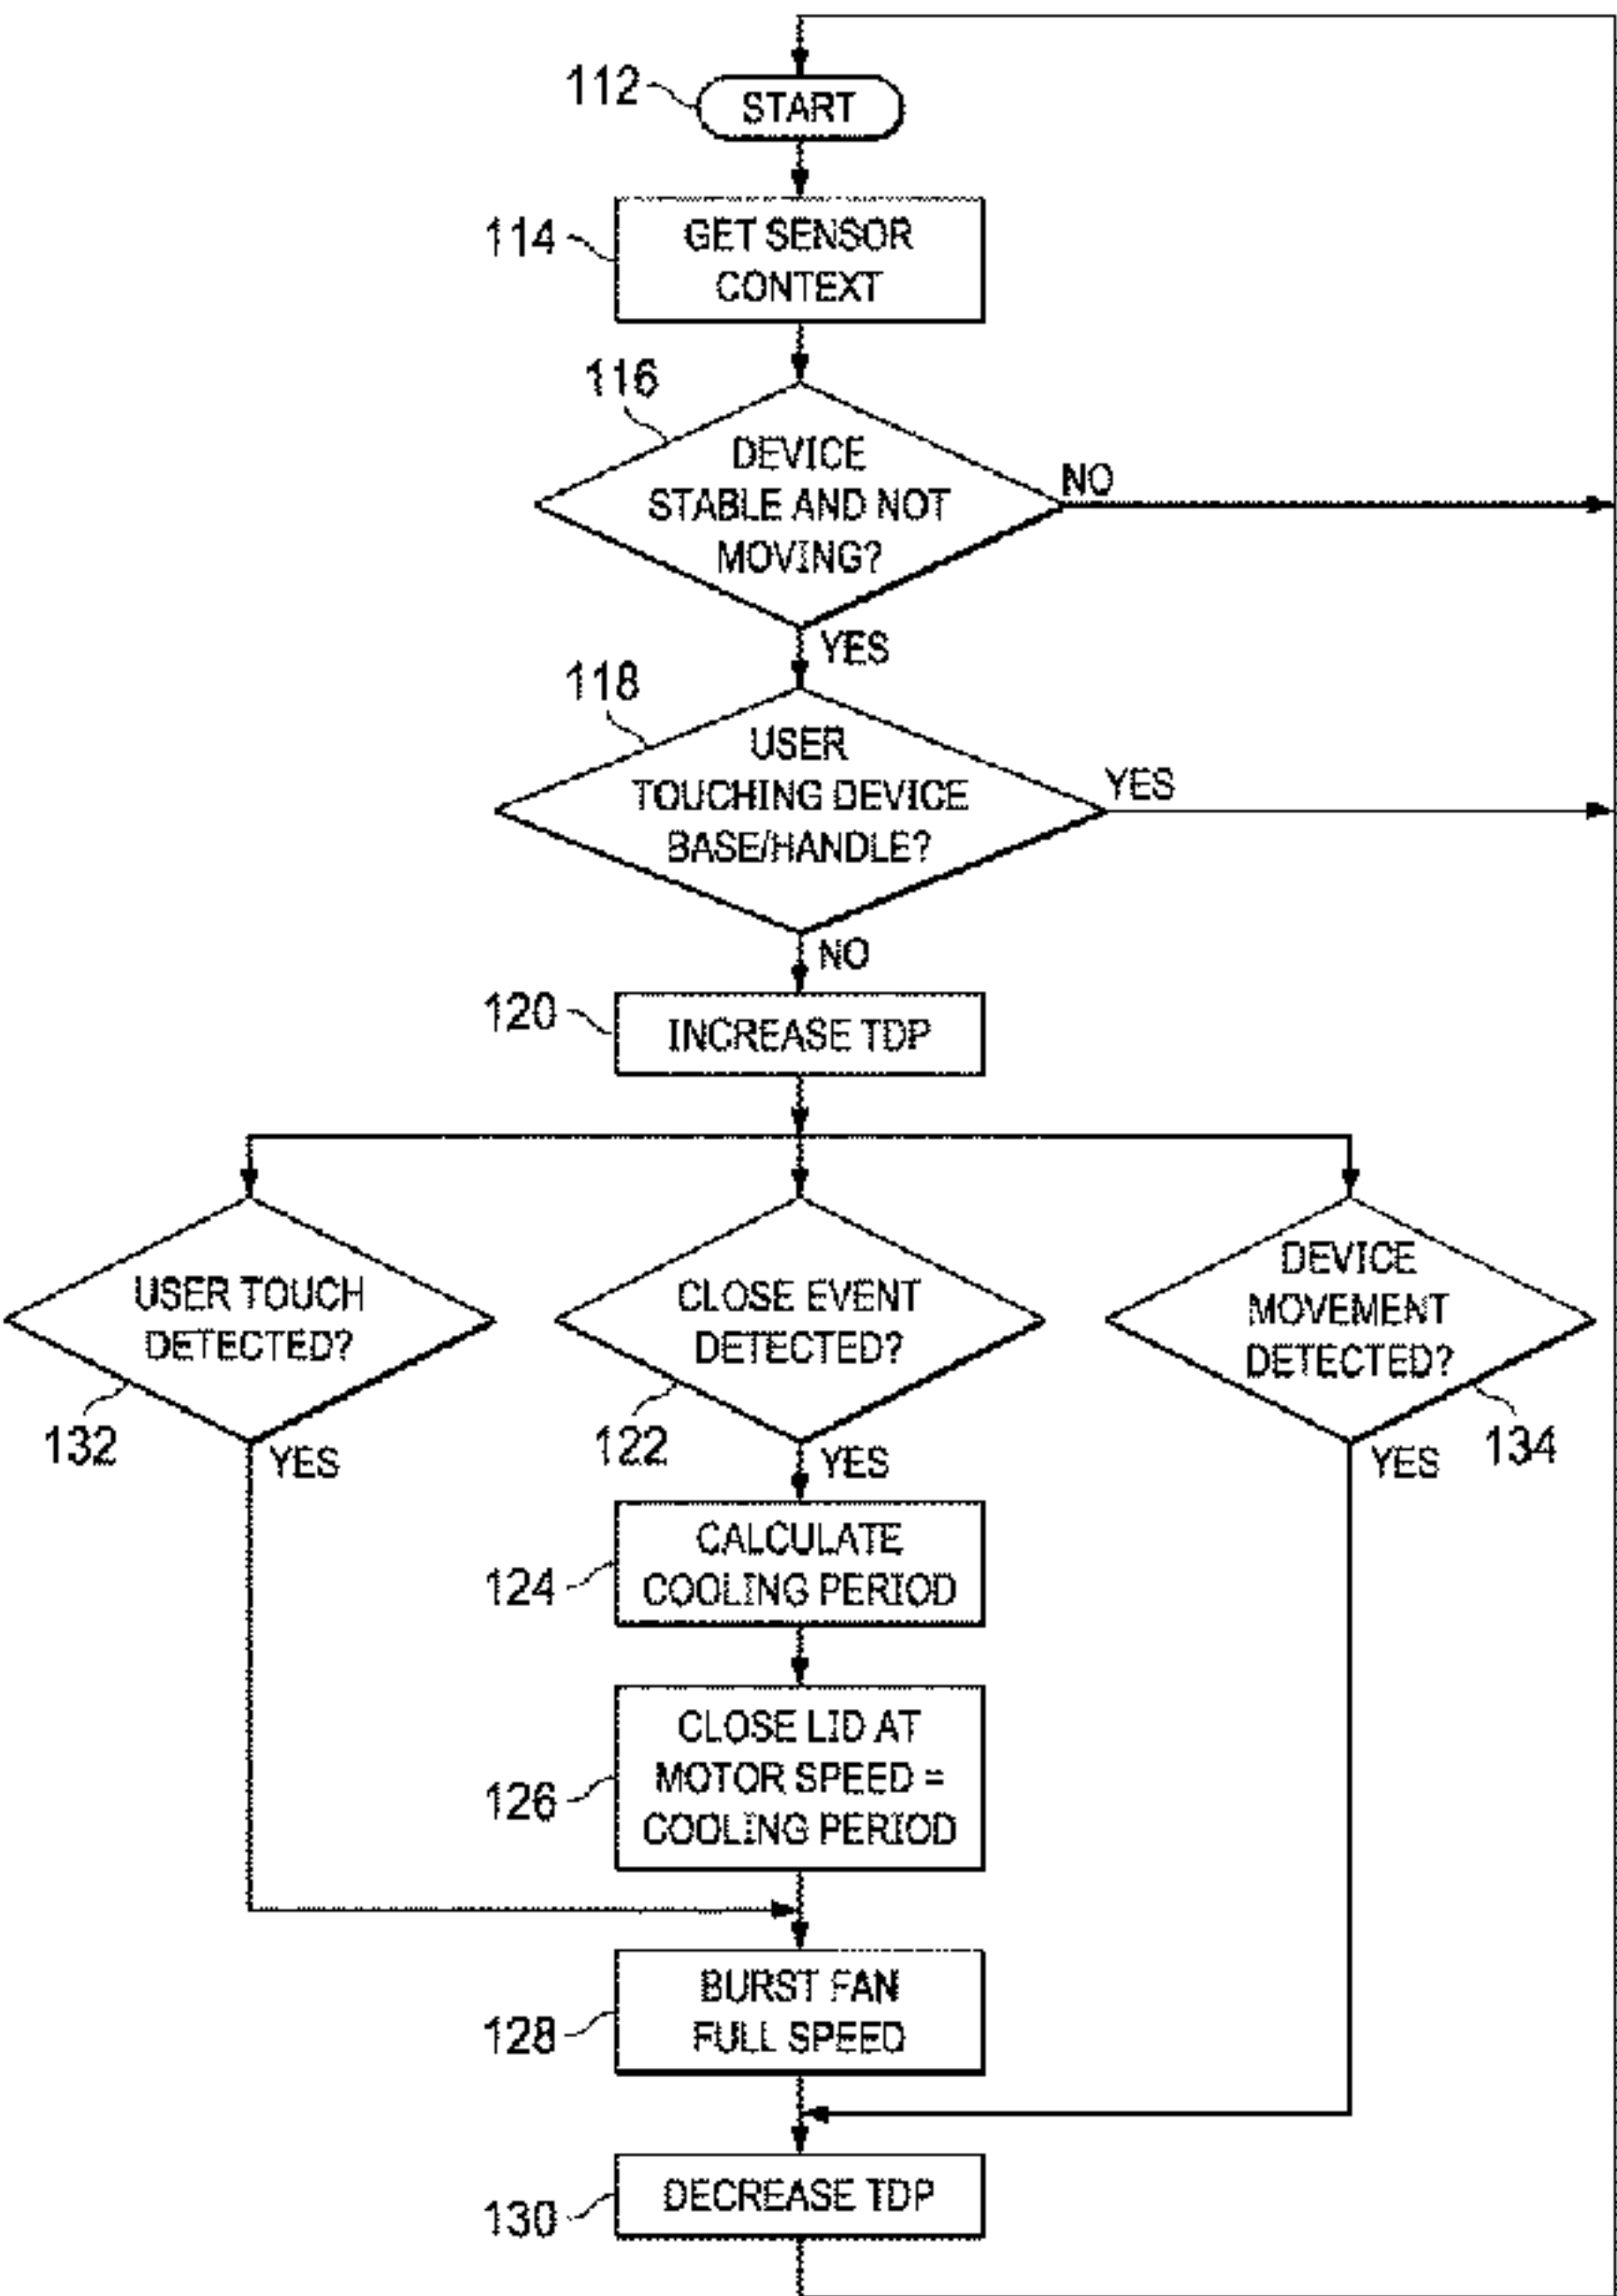 112
START
114
GET SENSOR
CONTEXT
116
DEVICE
STABLE AND NOT
MOVING?
NO
YES
118
USER
TOUCHING DEVICE
BASE/HANDLE?
YES
NO
120
INCREASE TDP
USER TOUCH
DETECTED?
132
YES
CLOSE EVENT
DETECTED?
122
YES
DEVICE
MOVEMENT
DETECTED?
134
YES
124
CALCULATE
COOLING PERIOD
126
CLOSE LID AT
MOTOR SPEED =
COOLING PERIOD
128
BURST FAN
FULL SPEED
130
DECREASE TDP